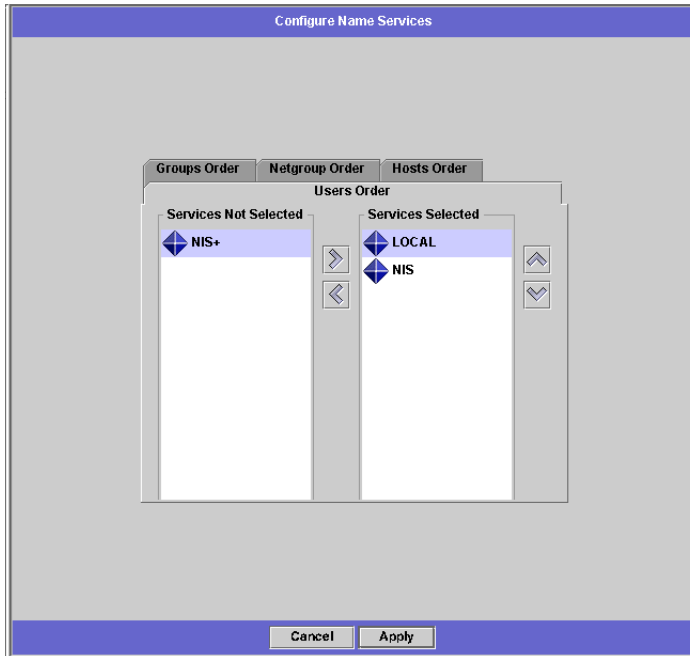 Configure Name Services
Groups Order Netgroup Order Hosts Order
Users Order
Services Not Selected Services Selected
NIS+ LOCAL
NIS
Cancel Apply